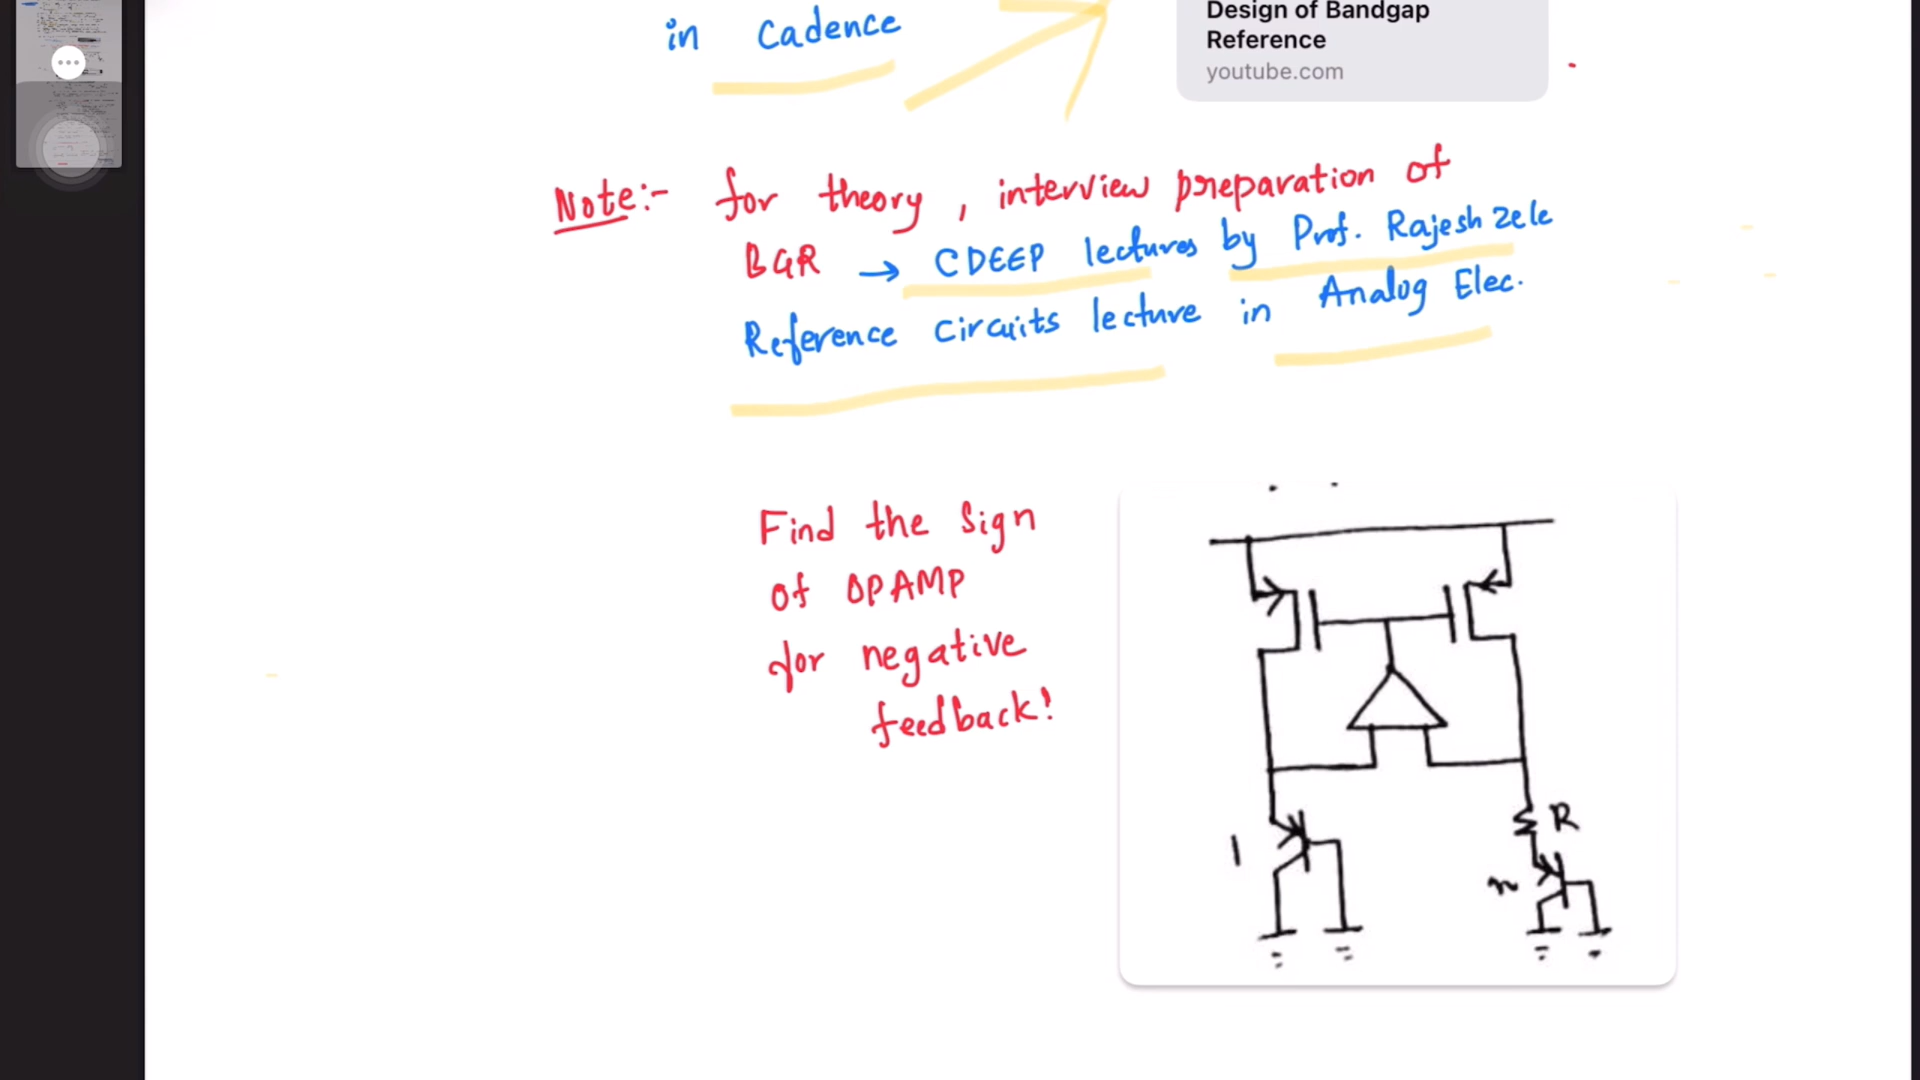 in Cadence
Design of Bandgap
Reference
youtube.com
Note:- for theory, interview preparation of
BGR → CDEEP lectures by Prof. Rajesh Zele
Reference Circuits lecture in Analog Elec.
Find the Sign
of OPAMP
for negative
feedback!
R
1
n